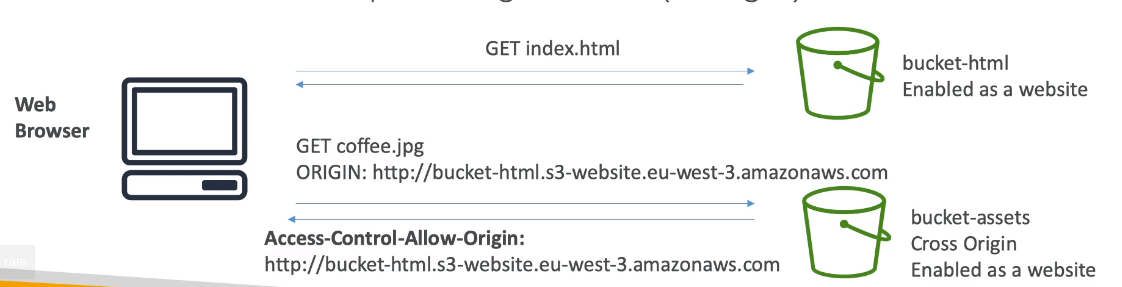 GET index.html
bucket-html
Enabled as a website
Web
Browser
GET coffee.jpg
ORIGIN: http://bucket-html.s3-website.eu-west-3.amazonaws.com
Access-Control-Allow-Origin:
http://bucket-html.s3-website.eu-west-3.amazonaws.com
bucket-assets
Cross Origin
Enabled as a website
rate